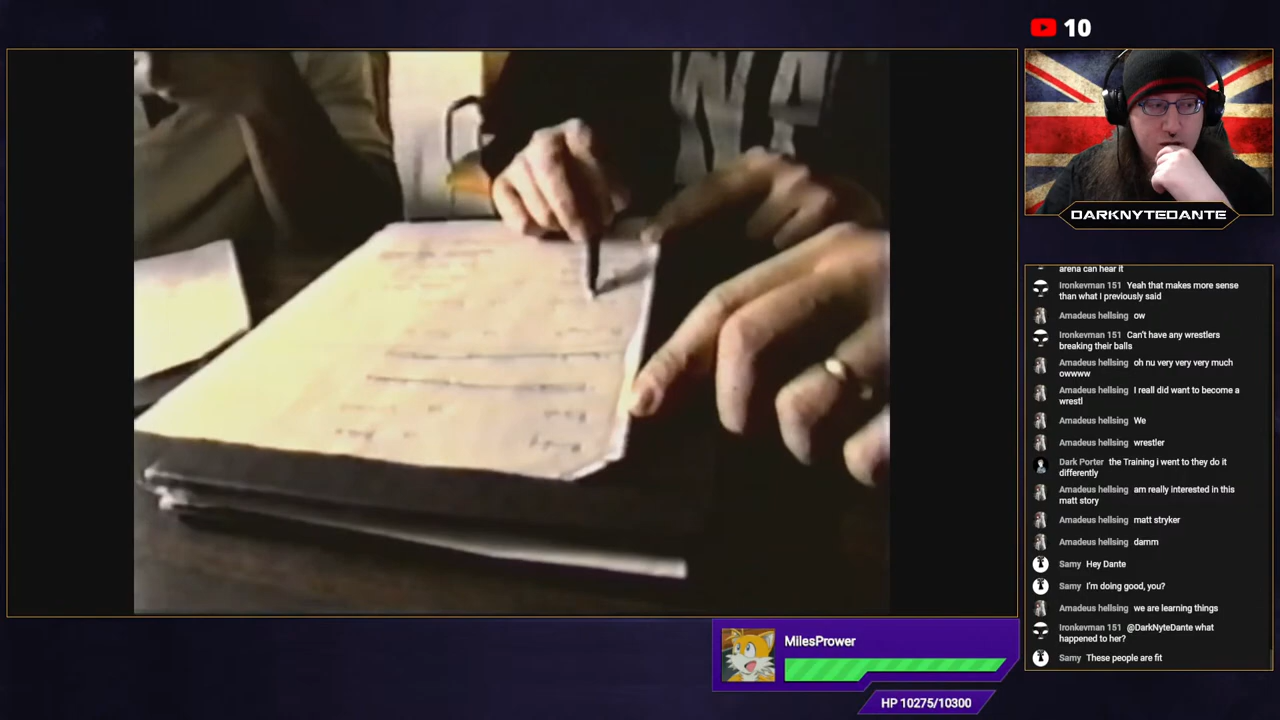 10
WA
DARKNYTEDANTE
arena can hear it
Ironkevman 151 Yeah that makes more sense
than what I previously said
Amadeus hellsing ow
Ironkevman 151 Can't have any wrestlers
breaking their balls
Amadeus hellsing oh nu very very very much
owwww
Amadeus hellsing I reall did want to become a
wrestl
Amadeus hellsing We
Amadeus hellsing wrestler
Dark Porter the Training i went to they do it
differently
Amadeus hellsing am really interested in this
matt story
Amadeus hellsing matt stryker
Amadeus hellsing damm
Samy Hey Dante
Samy I'm doing good, you?
Amadeus hellsing we are learning things
Ironkevman 151 @DarkNyteDante what
happened to her?
Samy These people are fit
MilesPrower
HP 10275/10300